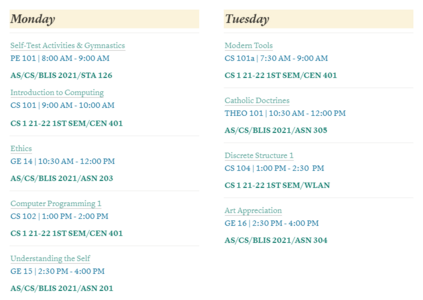 Monday
Self-Test Activities & Gymnastics
PE 101 | 8:00 AM - 9:00 AM
AS/CS/BLIS 2021/STA 126
Introduction to Computing
CS 101 | 9:00 AM - 10:00 AM
CS 1 21-22 1ST SEM/CEN 401
Ethics
GE 14 | 10:30 AM - 12:00 PM
AS/CS/BLIS 2021/ASN 203
Computer Programming 1
CS 102 | 1:00 PM - 2:00 PM
CS 1 21-22 1ST SEM/CEN 401
Understanding the Self
GE 15 | 2:30 PM - 4:00 PM
AS/CS/BLIS 2021/ASN 201
Tuesday
Modern Tools
CS 101a | 7:30 AM - 9:00 AM
CS 1 21-22 1ST SEM/CEN 401
Catholic Doctrines
THEO 101 | 10:30 AM - 12:00 PM
AS/CS/BLIS 2021/ASN 305
Discrete Structure 1
CS 104 | 1:00 PM - 2:30 PM
CS 1 21-22 1ST SEM/WLAN
Art Appreciation
GE 16 | 2:30 PM - 4:00 PM
AS/CS/BLIS 2021/ASN 304